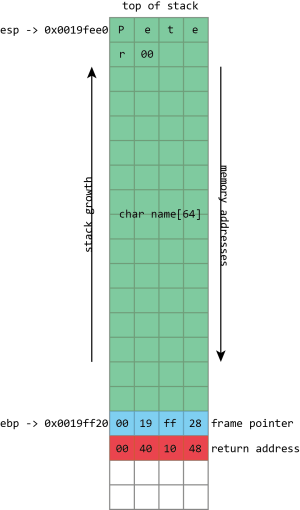 top of stack
esp -> 0x0019fee0 P e t e
r 00
stack growth
memory addresses
char name[64]
ebp -> 0x0019ff20 00 19 ff 28 frame pointer
00 40 10 48 return address